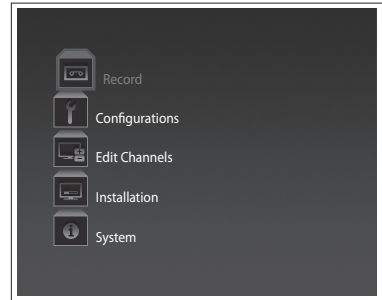 Record
Configurations
Edit Channels
Installation
System